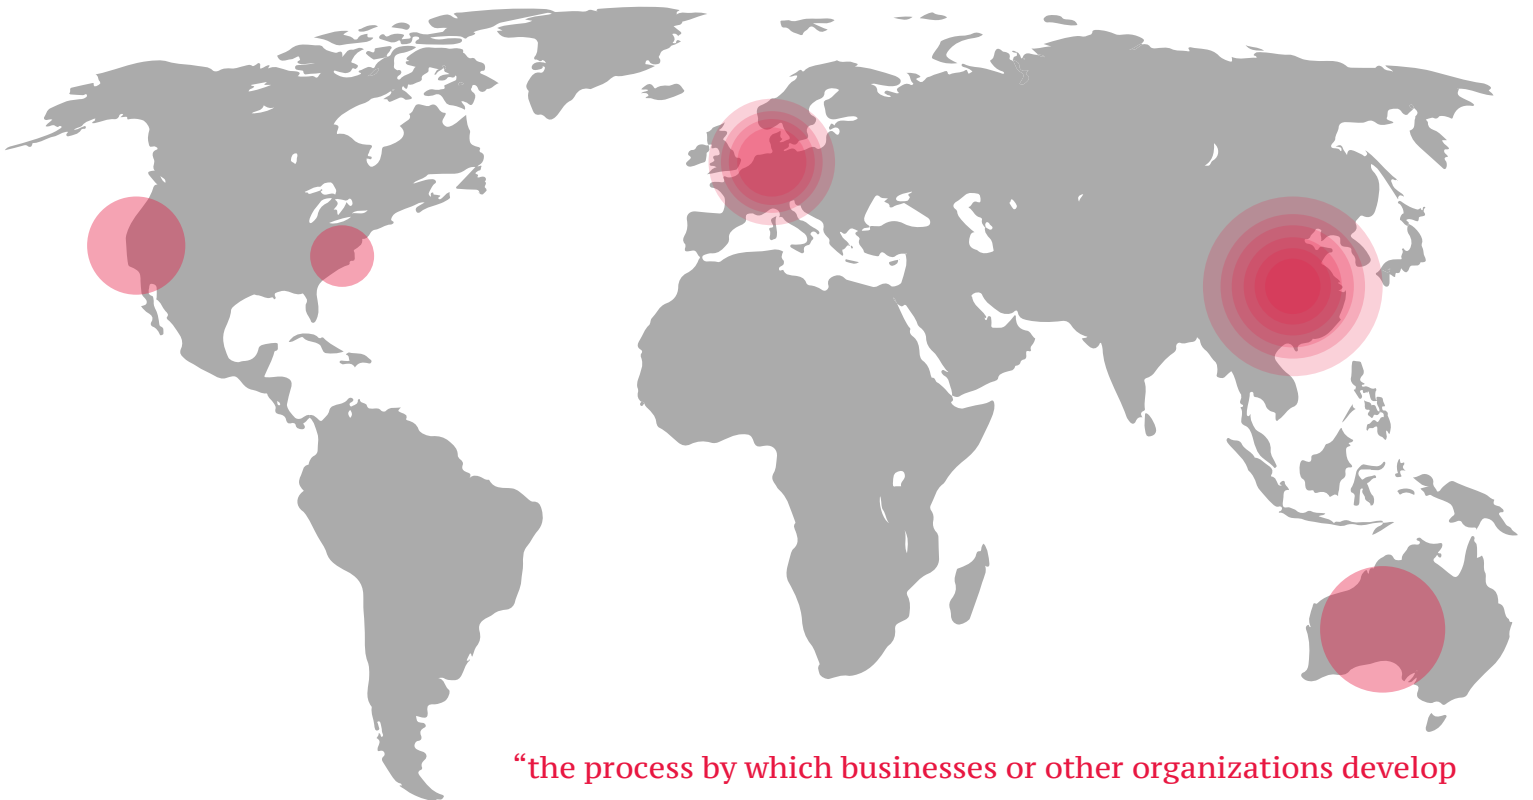 “the process by which businesses or other organizations develop